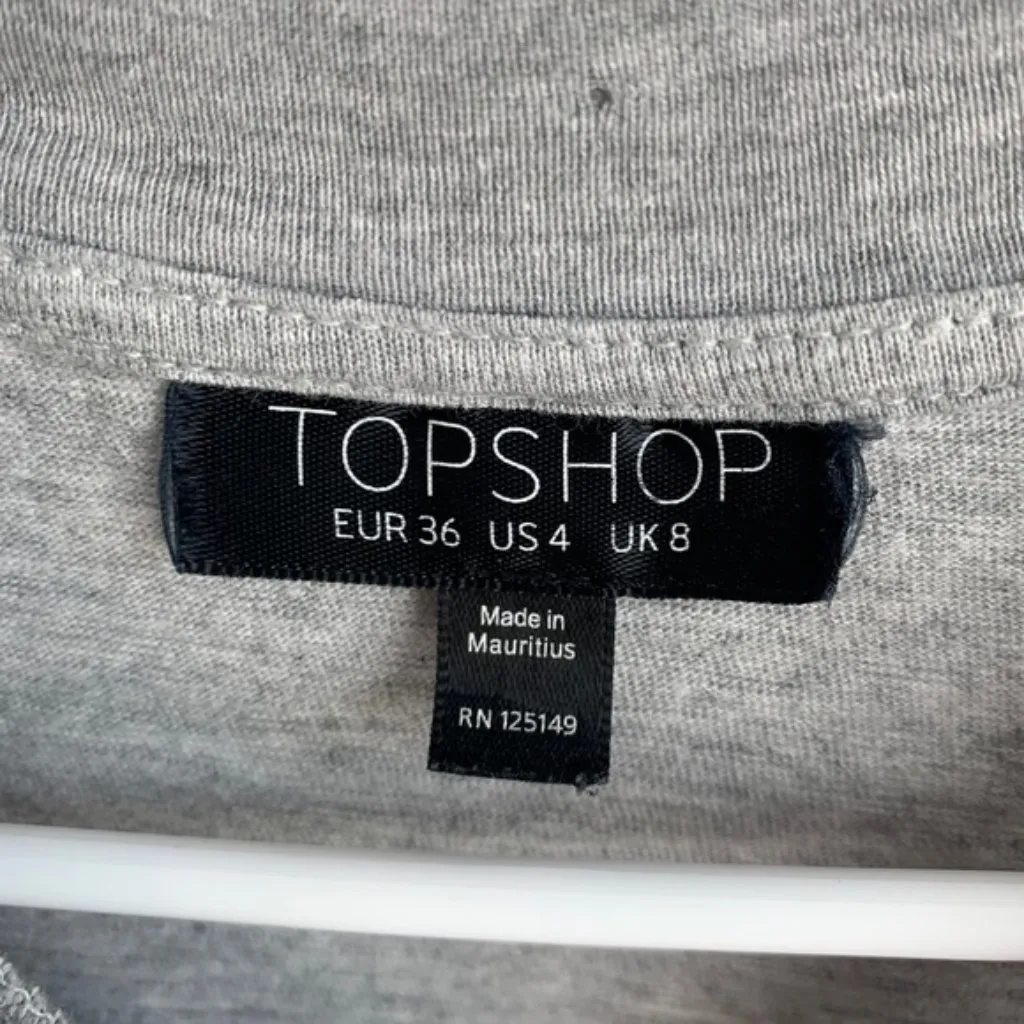 TOPSHOP
EUR 36 US 4 UK 8
Made in
Mauritius
RN 125149